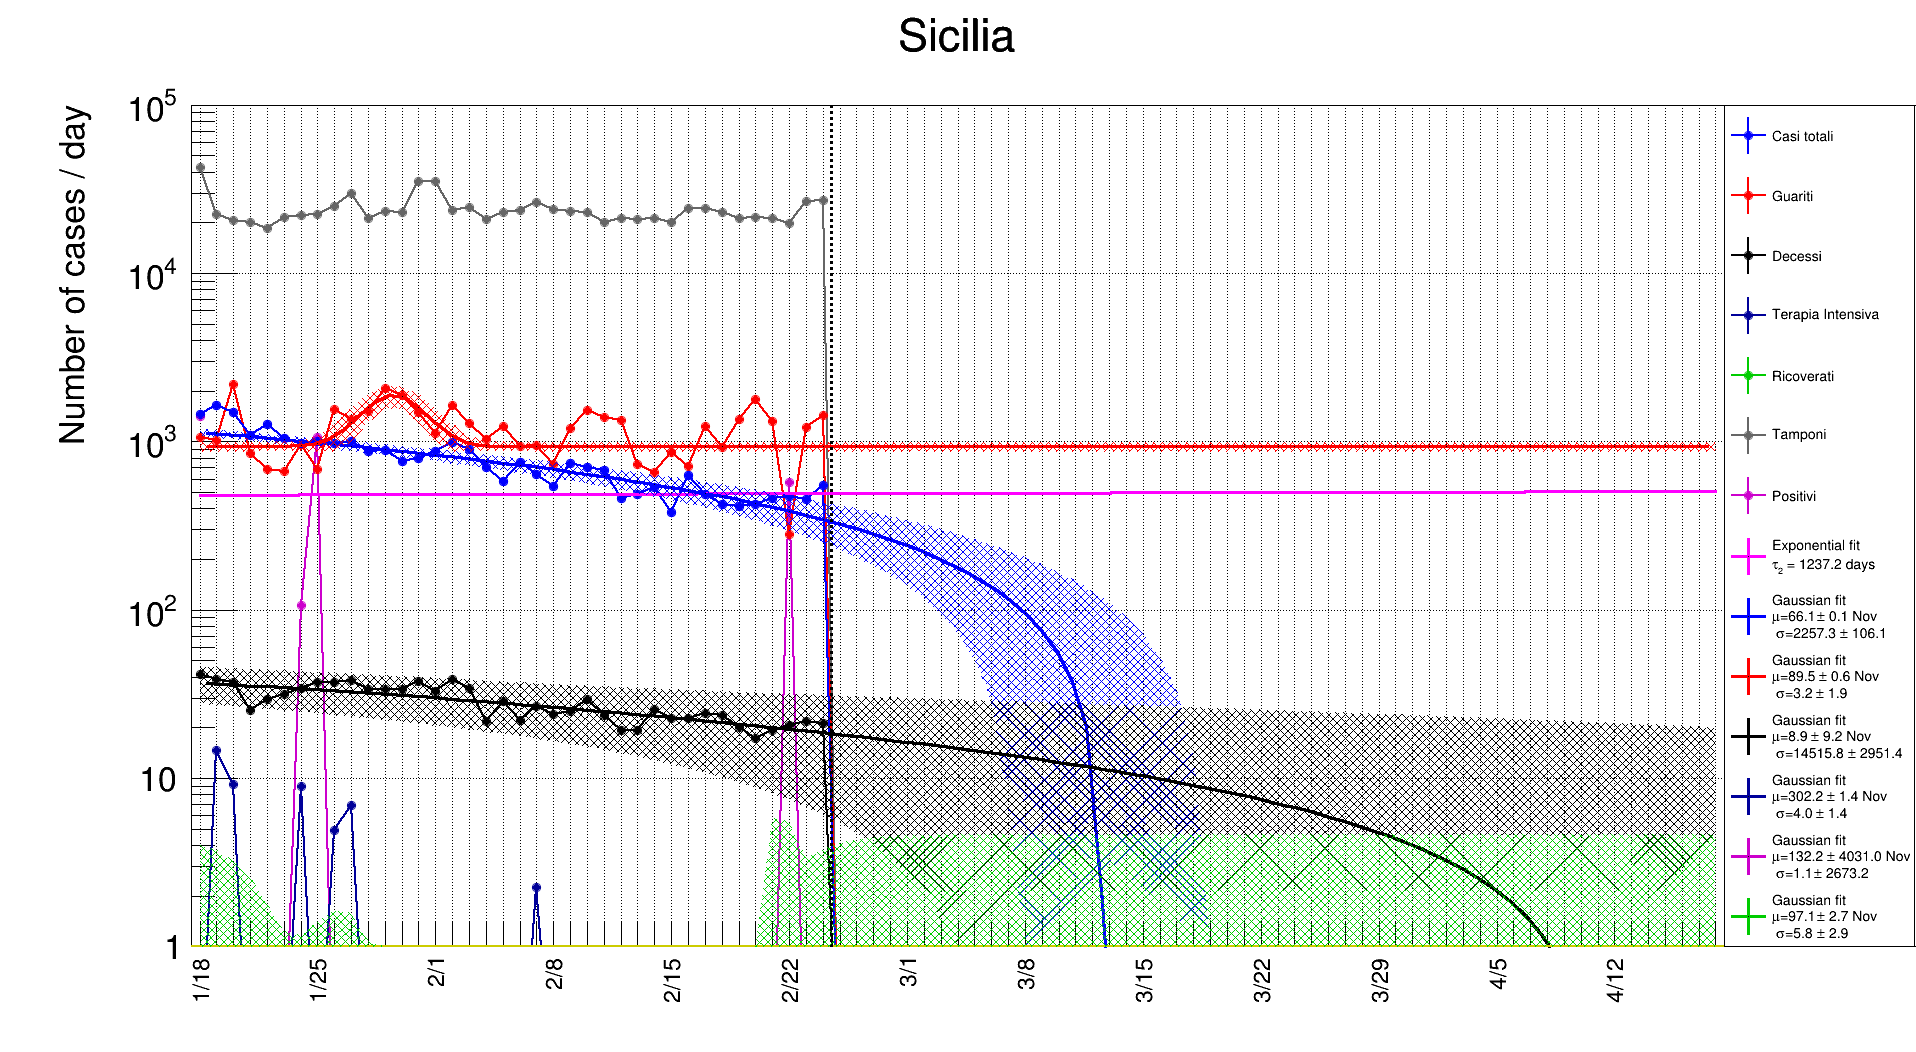 Sicilia
Number of cases / day
10^5
10^4
10^3
10^2
10
1
1/18
1/25
2/1
2/8
2/15
2/22
3/1
3/8
3/15
3/22
3/29
4/5
4/12
Casi totali
Guariti
Decessi
Terapia Intensiva
Ricoverati
Tamponi
Positivi
Exponential fit
τ₂ = 1237.2 days
Gaussian fit
μ=66.1± 0.1 Nov
σ=2257.3 ± 106.1
Gaussian fit
μ=89.5± 0.6 Nov
σ=3.2 ± 1.9
Gaussian fit
μ=8.9± 9.2 Nov
σ=14515.8 ± 2951.4
Gaussian fit
μ=302.2± 1.4 Nov
σ=4.0 ± 1.4
Gaussian fit
μ=132.2± 4031.0 Nov
σ=1.1± 2673.2
Gaussian fit
μ=97.1± 2.7 Nov
σ=5.8 ± 2.9